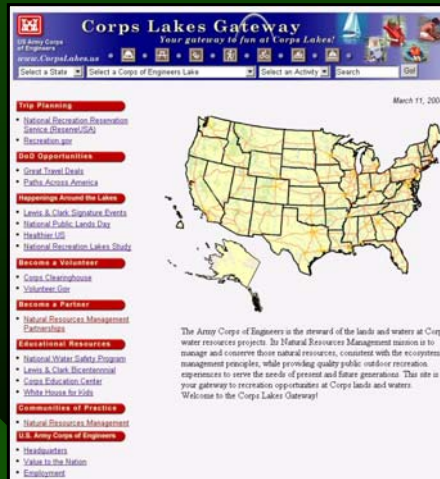 Corps Lakes Gateway
Your gateway to fun at Corps Lakes!
US Army Corps
of Engineers
www.CorpsLakes.us
Select a State
Select a Corps of Engineers Lake
Select an Activity
Search
Go!
March 11, 200
Trip Planning
National Recreation Reservation
Service (ReserveUSA)
Recreation.gov
DoD Opportunities
Great Travel Deals
Paths Across America
Happenings Around the Lakes
Lewis & Clark Signature Events
National Public Lands Day
Healthier US
National Recreation Lakes Study
Become a Volunteer
Corps Clearinghouse
Volunteer.Gov
Become a Partner
Natural Resources Management
Partnerships
Educational Resources
National Water Safety Program
Lewis & Clark Bicentennnial
Corps Education Center
White House for Kids
Communities of Practice
Natural Resources Management
U.S. Army Corps of Engineers
Headquarters
Value to the Nation
Employment
The Army Corps of Engineers is the steward of the lands and waters at Corp
water resources projects. Its Natural Resources Management mission is to
manage and conserve those natural resources, consistent with the ecosystem
management principles, while providing quality public outdoor recreation
experiences to serve the needs of present and future generations. This site is
your gateway to recreation opportunities at Corps lands and waters.
Welcome to the Corps Lakes Gateway!